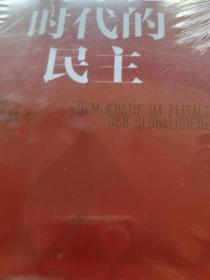 时代的
民主
DEMOKRATIE IM ZEITALT
DER GLOBALISIER